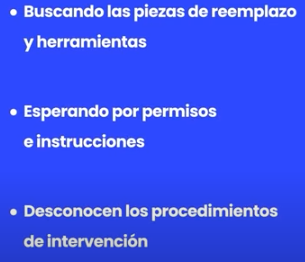 • Buscando las piezas de reemplazo
y herramientas
• Esperando por permisos
e instrucciones
• Desconocen los procedimientos
de intervención